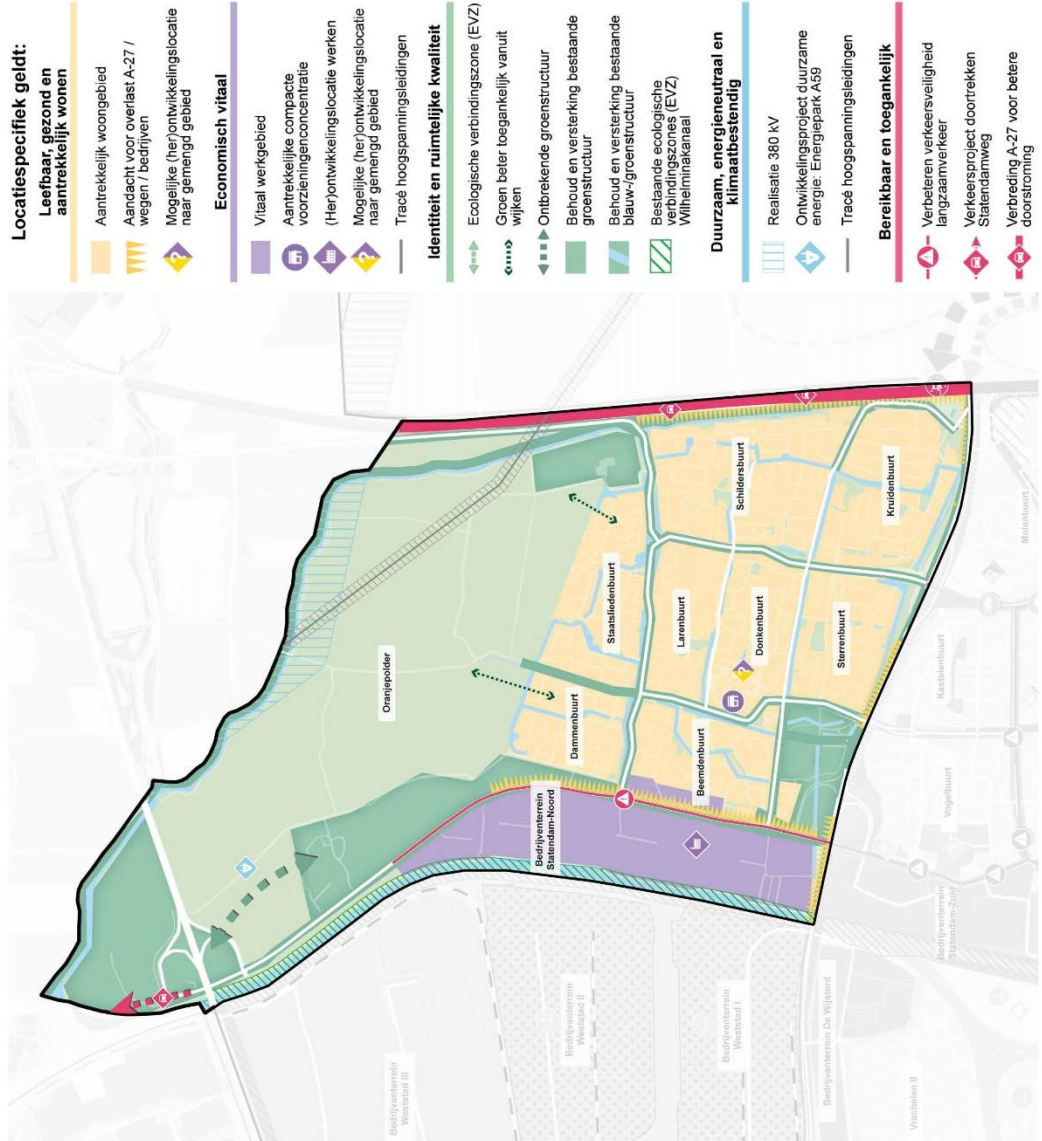 Locatiespecifiek geldt:
Leefbaar, gezond en
aantrekkelijk wonen
Aantrekkelijk woongebied
Aandacht voor overlast A-27 /
wegen / bedrijven
Mogelijke (her)ontwikkelingslocatie
naar gemengd gebied
Economisch vitaal
Vitaal werkgebied
Aantrekkelijke compacte
voorzieningenconcentratie
(Her)ontwikkelingslocatie werken
Mogelijke (her)ontwikkelingslocatie
naar gemengd gebied
Tracé hoogspanningsleidingen
Identiteit en ruimtelijke kwaliteit
Ecologische verbindingszone (EVZ)
Groen beter toegankelijk vanuit
wijken
Ontbrekende groenstructuur
Behoud en versterking bestaande
groenstructuur
Behoud en versterking bestaande
blauw-/groenstructuur
Bestaande ecologische
verbindingszones (EVZ)
Wilhelminakanaal
Duurzaam, energieneutraal en
klimaatbestendig
Realisatie 380 kV
Ontwikkelingsproject duurzame
energie: Energiepark A59
Tracé hoogspanningsleidingen
Bereikbaar en toegankelijk
Verbeteren verkeersveiligheid
langzaamverkeer
Verkeersproject doortrekken
Statendamweg
Verbreding A-27 voor betere
doorstroming
Oranjepolder
Staatsliedenbuurt
Dammenbuurt
Schildersbuurt
Larenbuurt
Donkenbuurt
Beemdenbuurt
Kruidenbuurt
Sterrenbuurt
Bedrijventerrein
Statendam-Noord
Bedrijventerrein
Weststad III
Bedrijventerrein
Weststad II
Bedrijventerrein
Weststad I
Bedrijventerrein De Wijsterd
Vrachelen II
Bedrijventerrein
Statendam-Zuid
Vogelbuurt
Kastelenbuurt
Molenbuurt